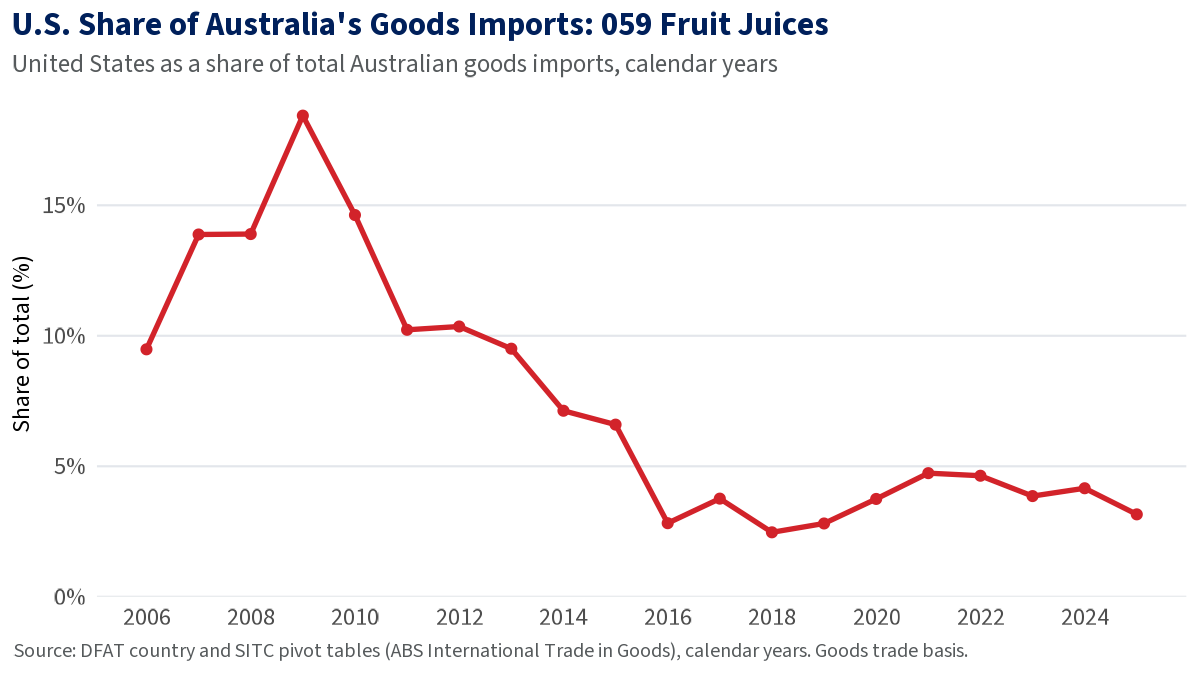 U.S. Share of Australia's Goods Imports: 059 Fruit Juices
United States as a share of total Australian goods imports, calendar years
Share of total (%)
15%
10%
5%
0%
2006 2008 2010 2012 2014 2016 2018 2020 2022 2024
Source: DFAT country and SITC pivot tables (ABS International Trade in Goods), calendar years. Goods trade basis.